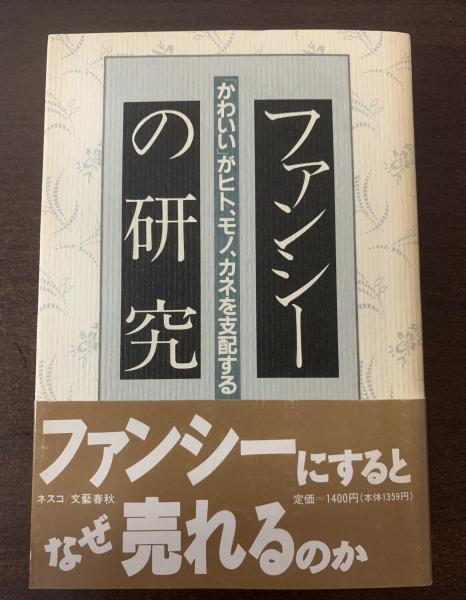 ファンシー
の研究
「かわいい」がヒト、モノ、カネを支配する
ファンシーにすると
ネスコ/文藝春秋
定価=1400円(本体1359円)
なぜ売れるのか